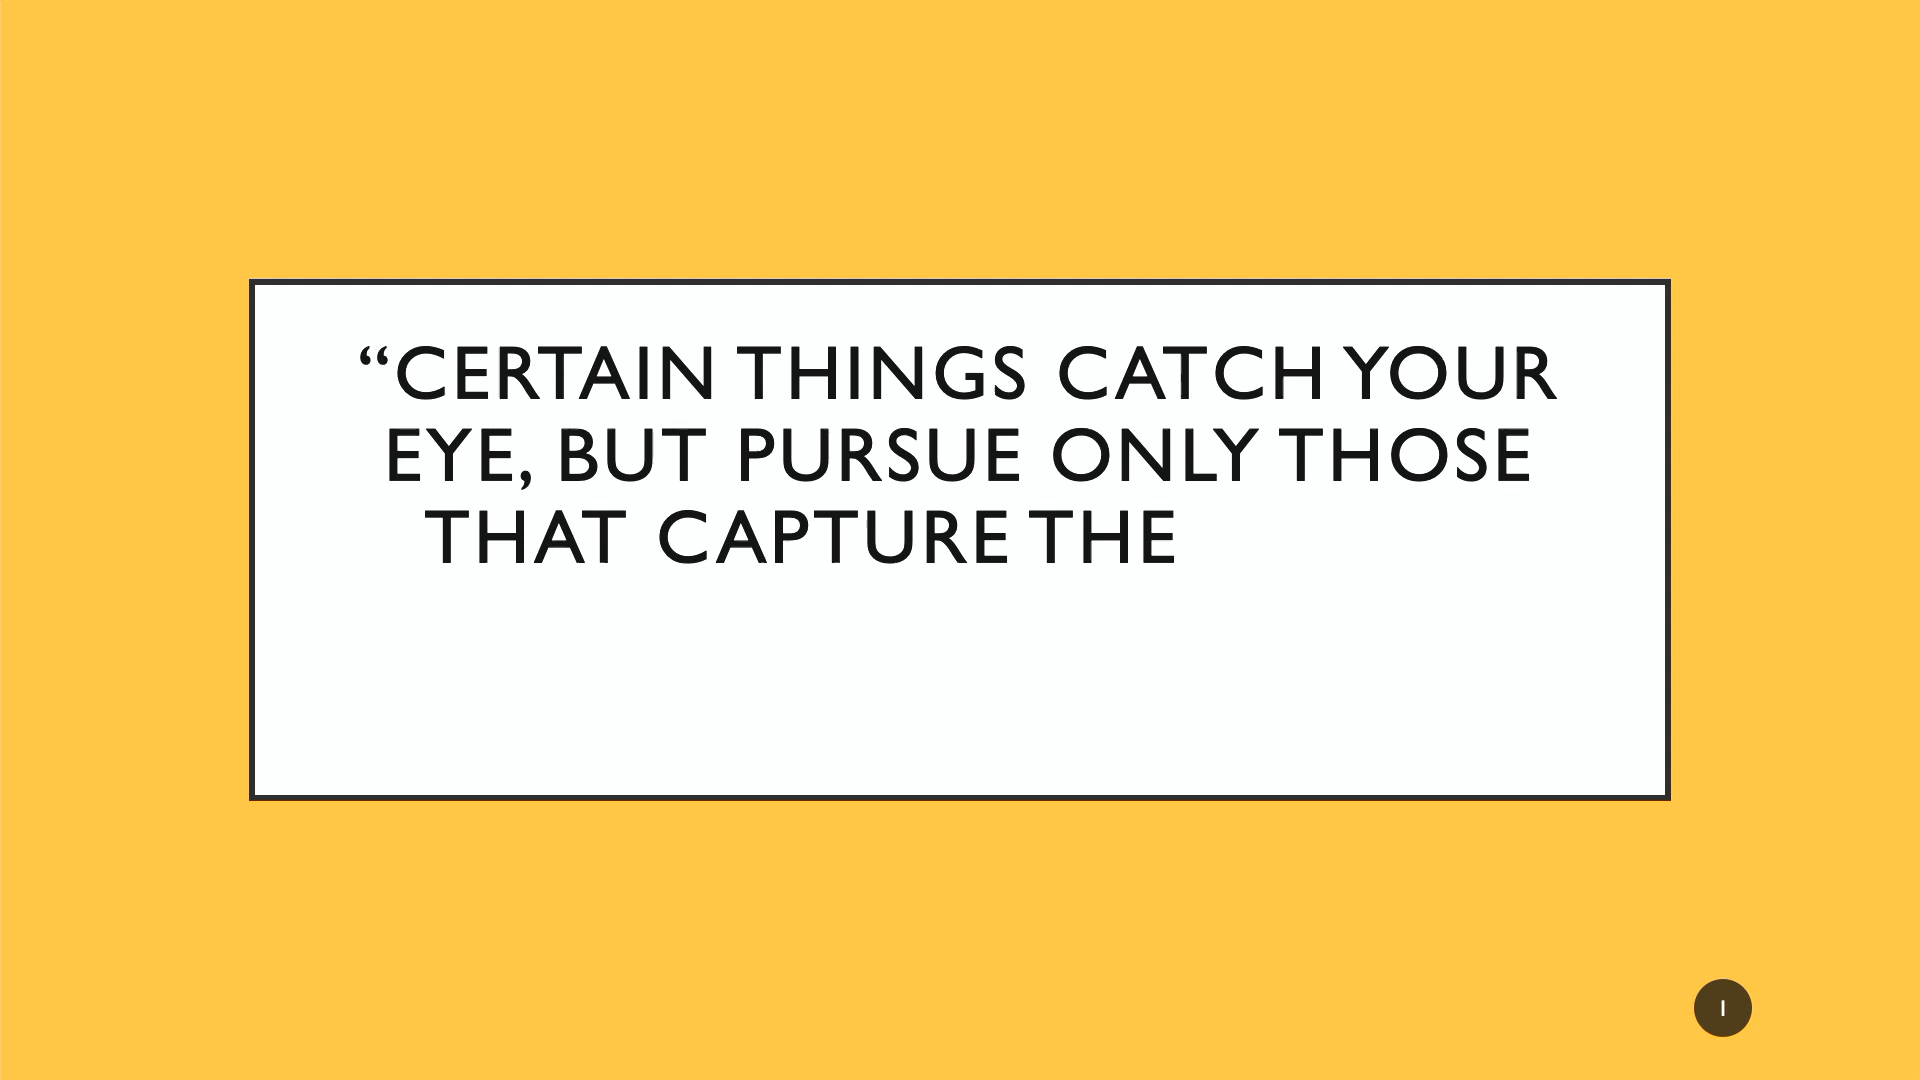 “CERTAIN THINGS CATCH YOUR
EYE, BUT PURSUE ONLY THOSE
THAT CAPTURE THE
1